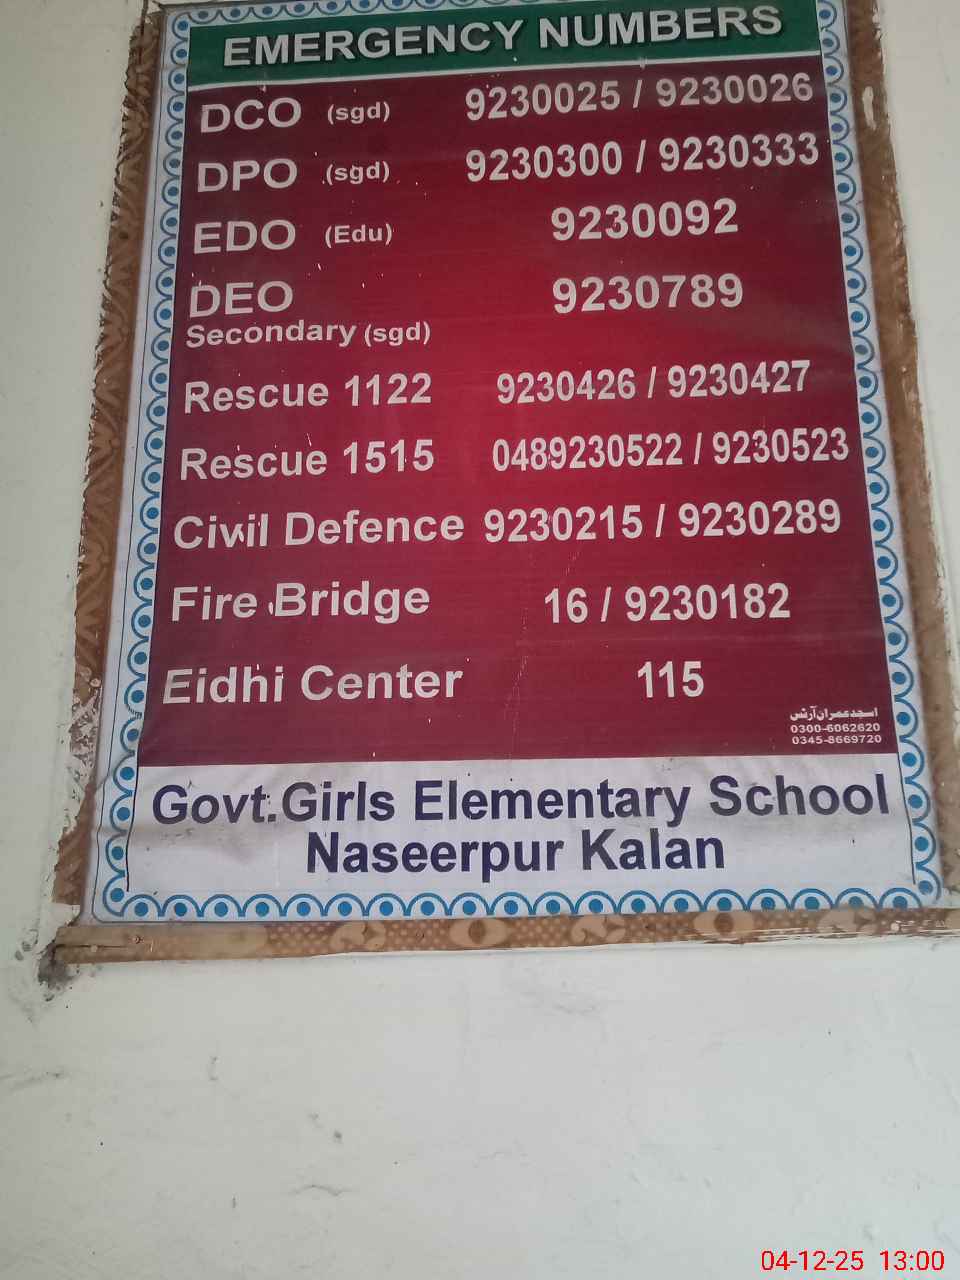 EMERGENCY NUMBERS
DCO (sgd) 9230025 / 9230026
DPO (sgd) 9230300 / 9230333
EDO (Edu) 9230092
DEO 9230789
Secondary (sgd)
Rescue 1122 9230426 / 9230427
Rescue 1515 0489230522 / 9230523
Civil Defence 9230215 / 9230289
Fire Bridge 16 / 9230182
Eidhi Center 115
اسجد عمران آرٹس
0300-6062620
0345-8669720
Govt.Girls Elementary School
Naseerpur Kalan
04-12-25 13:00